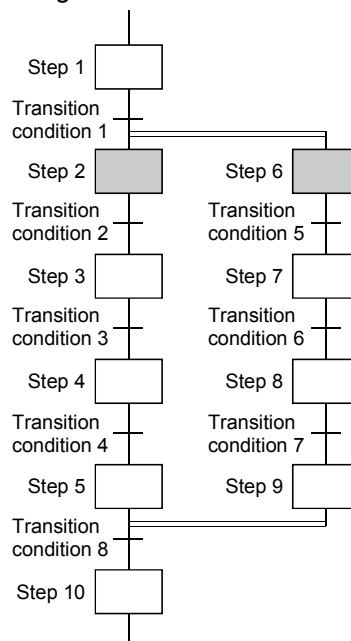 Step 1
Transition
condition 1
Step 2
Step 6
Transition
condition 2
Transition
condition 5
Step 3
Step 7
Transition
condition 3
Transition
condition 6
Step 4
Step 8
Transition
condition 4
Transition
condition 7
Step 5
Step 9
Transition
condition 8
Step 10